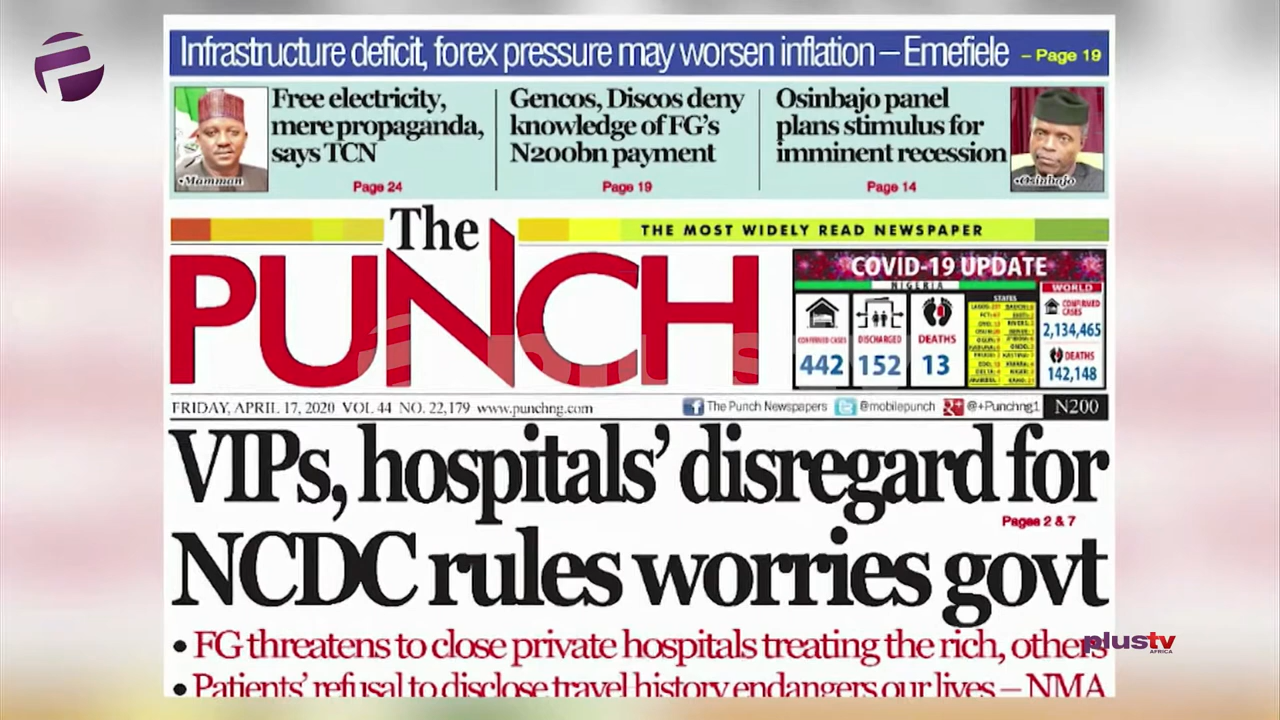 Infrastructure deficit, forex pressure may worsen inflation – Emefiele – Page 19
Free electricity,
mere propaganda,
says TCN
Page 24
•Mamman
Gencos, Discos deny
knowledge of FG's
N200bn payment
Page 19
Osinbajo panel
plans stimulus for
imminent recession
Page 14
•Osinbajo
The
PUNCH
THE MOST WIDELY READ NEWSPAPER
COVID-19 UPDATE
NIGERIA
CONFIRMED CASES
442
DISCHARGED
152
DEATHS
13
STATES
WORLD
CONFIRMED
CASES
2,134,465
DEATHS
142,148
FRIDAY, APRIL 17, 2020 VOL 44 NO. 22,179 www.punchng.com
The Punch Newspapers
@mobilepunch
@+Punchng1
N200
VIPs, hospitals' disregard for
NCDC rules worries govt
Pages 2 & 7
• FG threatens to close private hospitals treating the rich, others
• Patients' refusal to disclose travel history endangers our lives – NMA
plustv
AFRICA